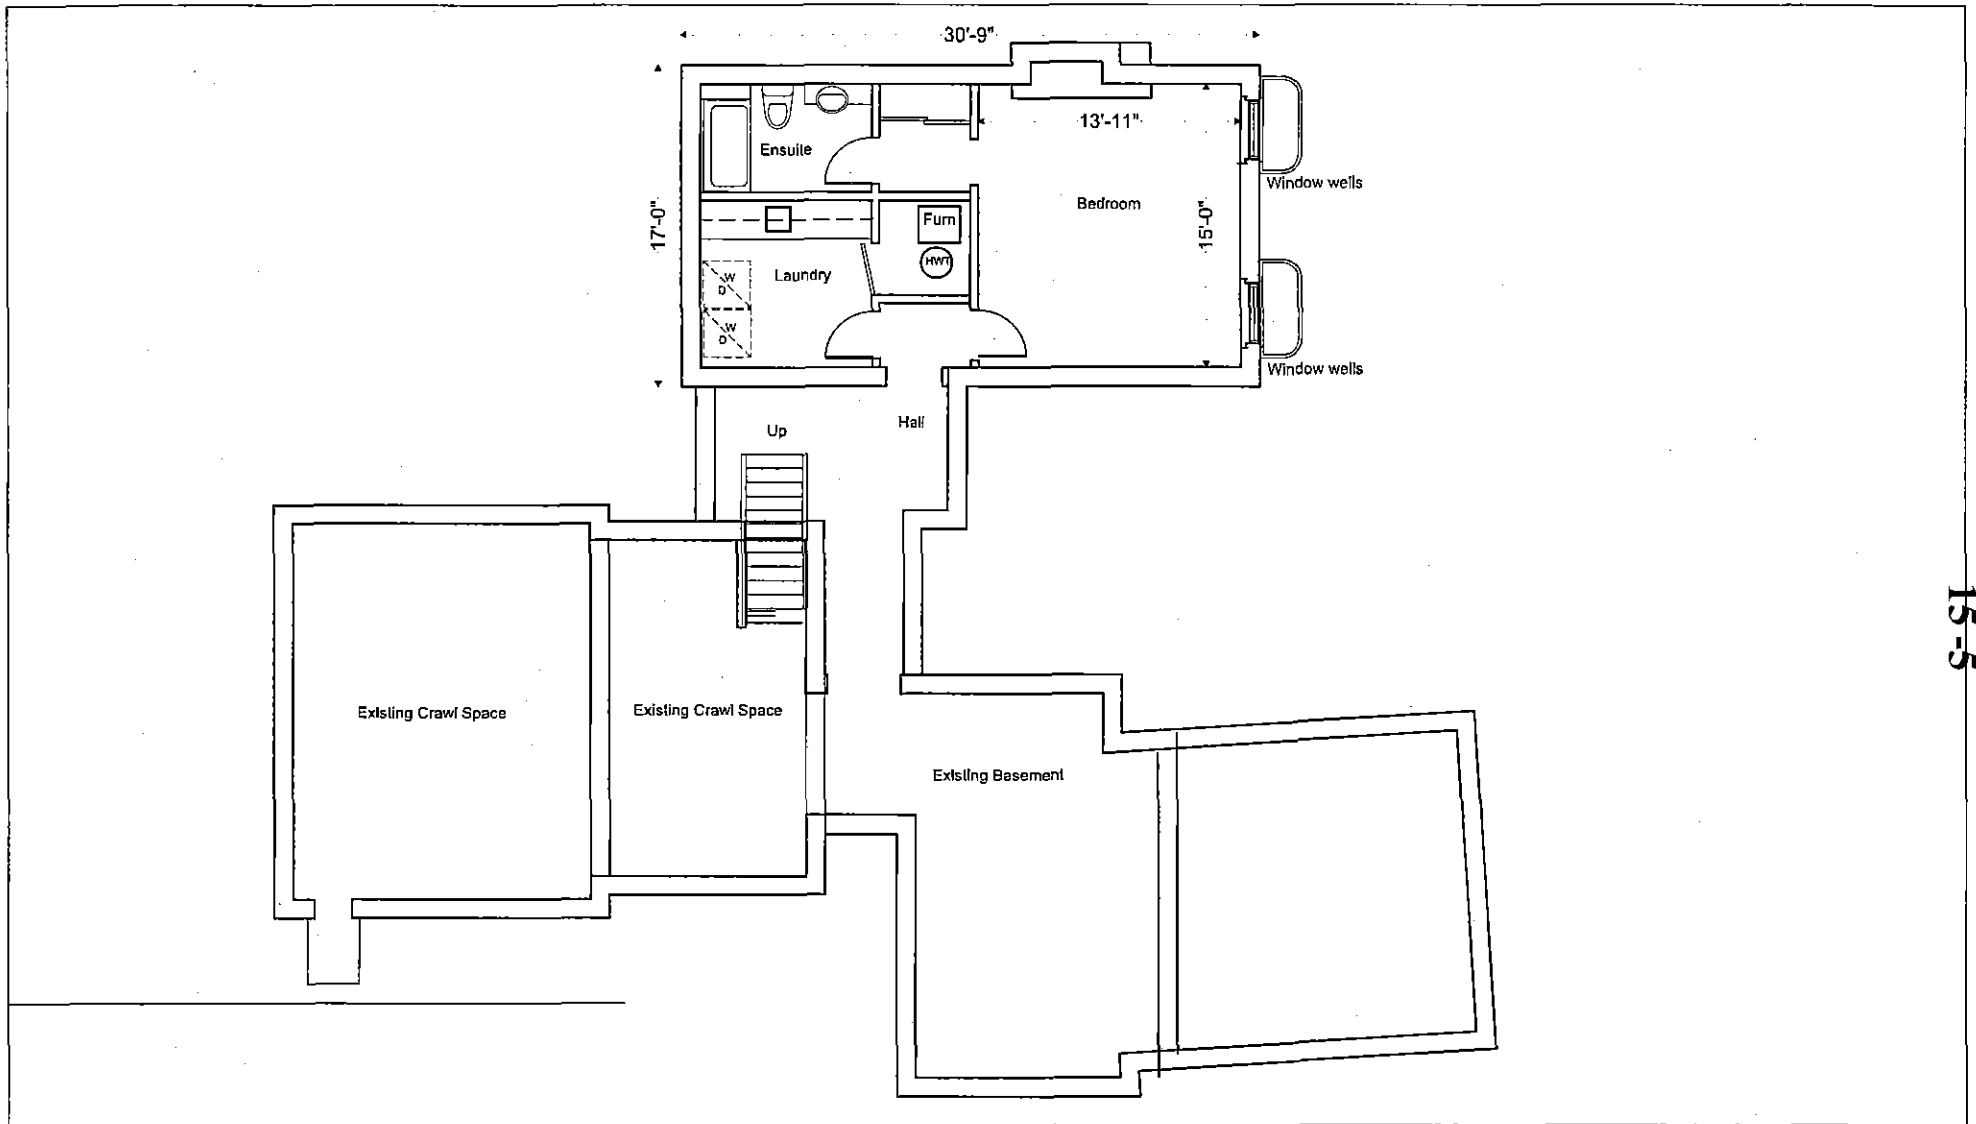 30'-9"
13'-11"
Ensuite
Window wells
17'-0"
Bedroom
15'-0"
Furn
HWT
Laundry
W
D
W
D
Window wells
Up
Hall
15-5
Existing Crawl Space
Existing Crawl Space
Existing Basement